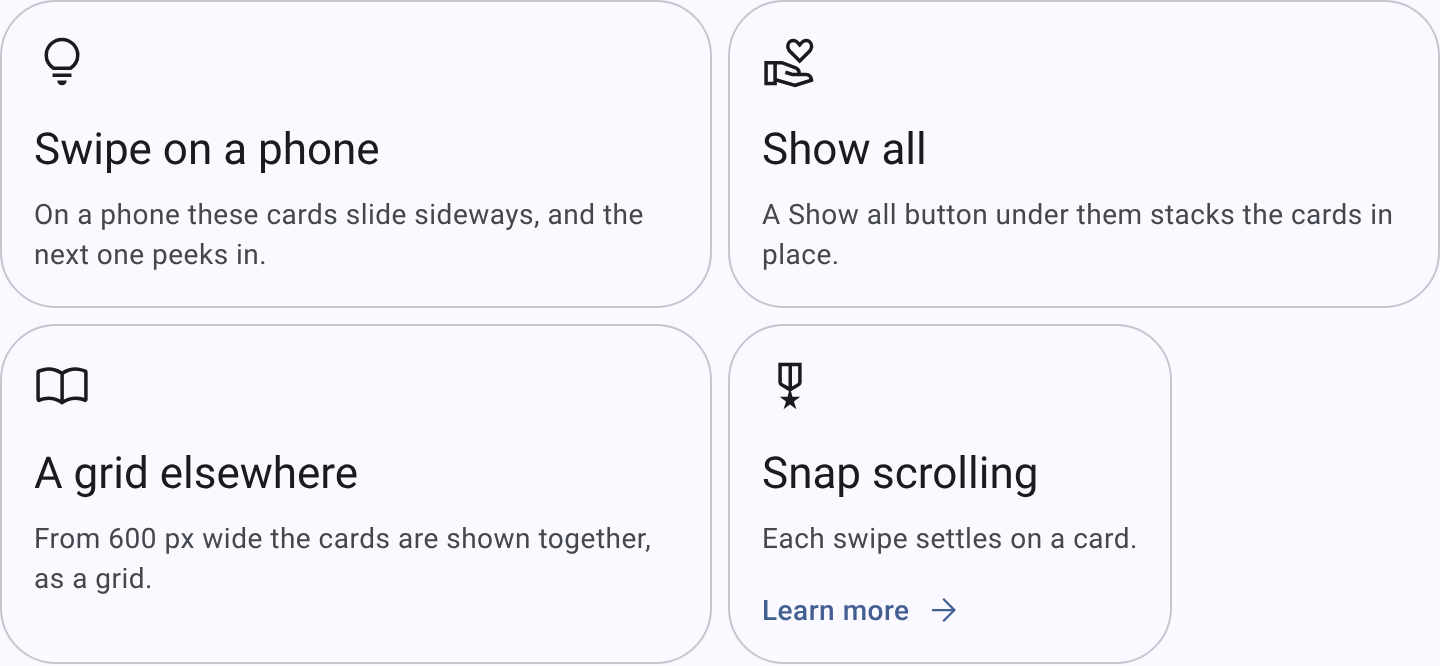 Swipe on a phone
On a phone these cards slide sideways, and the
next one peeks in.
Show all
A Show all button under them stacks the cards in
place.
A grid elsewhere
From 600 px wide the cards are shown together,
as a grid.
Snap scrolling
Each swipe settles on a card.
Learn more